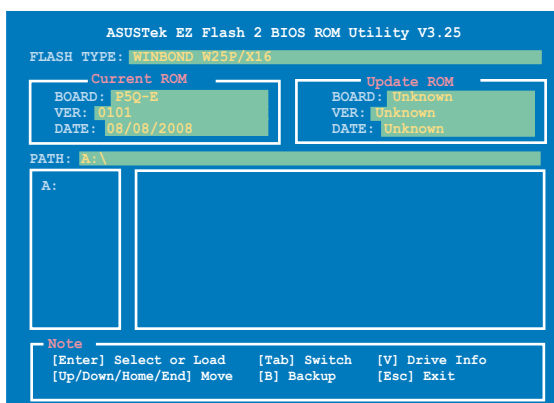 ASUSTek EZ Flash 2 BIOS ROM Utility V3.25
FLASH TYPE: WINBOND W25P/X16
Current ROM
BOARD: P5Q-E
VER: 0101
DATE: 08/08/2008
Update ROM
BOARD: Unknown
VER: Unknown
DATE: Unknown
PATH: A:\
A:
Note
[Enter] Select or Load [Tab] Switch [V] Drive Info
[Up/Down/Home/End] Move [B] Backup [Esc] Exit